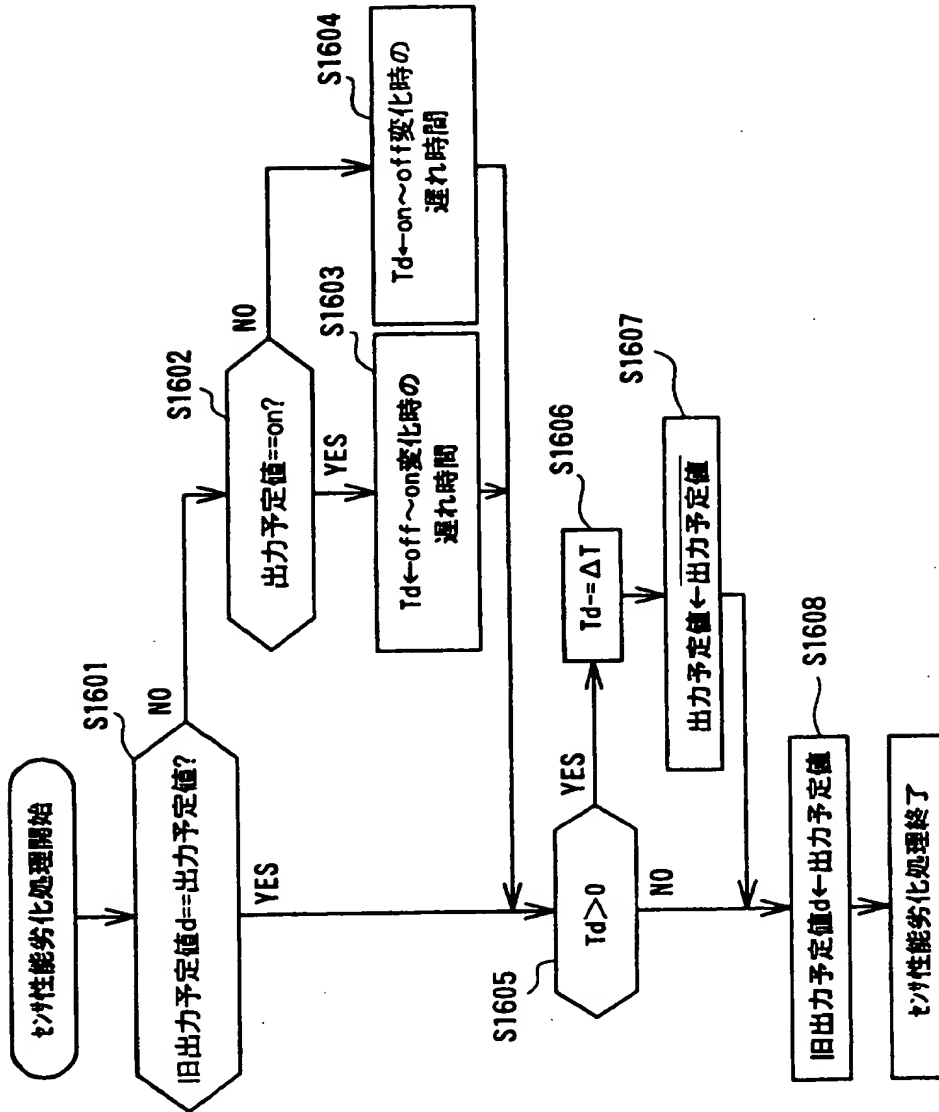 センサ性能劣化処理開始
S1601
旧出力予定値d==出力予定値?
NO
YES
S1602
出力予定値==on?
NO
YES
S1603
Td←off～on変化時の
遅れ時間
S1604
Td←on～off変化時の
遅れ時間
S1605
Td>0
YES
NO
S1606
Td-=ΔT
S1607
出力予定値←出力予定値
S1608
旧出力予定値d←出力予定値
センサ性能劣化処理終了